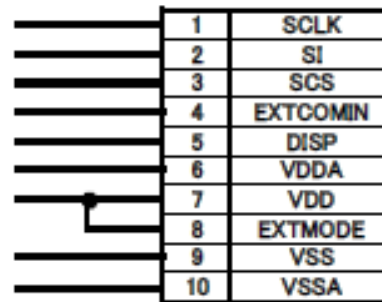 1 SCLK
2 SI
3 SCS
4 EXTCOMIN
5 DISP
6 VDDA
7 VDD
8 EXTMODE
9 VSS
10 VSSA